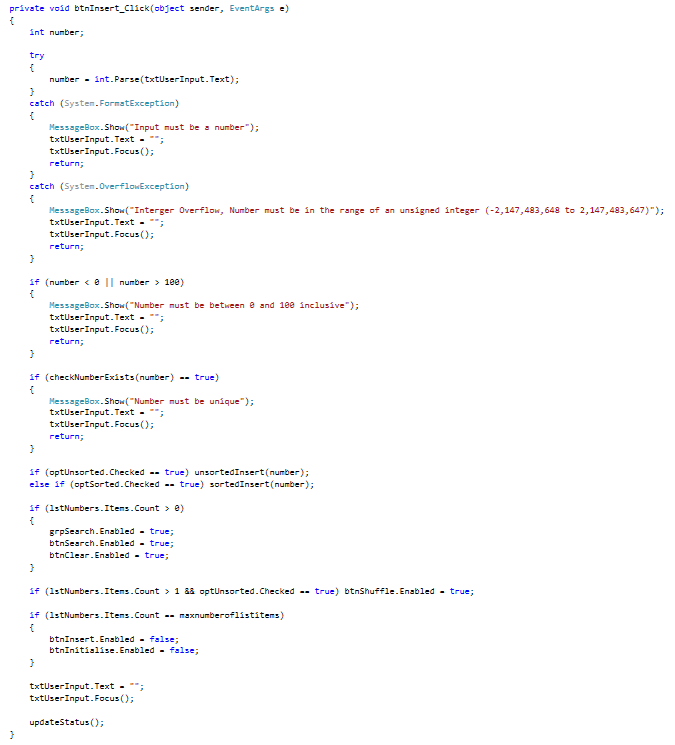 private void btnInsert_Click(object sender, EventArgs e)
{
int number;
try
{
number = int.Parse(txtUserInput.Text);
}
catch (System.FormatException)
{
MessageBox.Show("Input must be a number");
txtUserInput.Text = "";
txtUserInput.Focus();
return;
}
catch (System.OverflowException)
{
MessageBox.Show("Interger Overflow, Number must be in the range of an unsigned integer (-2,147,483,648 to 2,147,483,647)");
txtUserInput.Text = "";
txtUserInput.Focus();
return;
}
if (number < 0 || number > 100)
{
MessageBox.Show("Number must be between 0 and 100 inclusive");
txtUserInput.Text = "";
txtUserInput.Focus();
return;
}
if (checkNumberExists(number) == true)
{
MessageBox.Show("Number must be unique");
txtUserInput.Text = "";
txtUserInput.Focus();
return;
}
if (optUnsorted.Checked == true) unsortedInsert(number);
else if (optSorted.Checked == true) sortedInsert(number);
if (lstNumbers.Items.Count > 0)
{
grpSearch.Enabled = true;
btnSearch.Enabled = true;
btnClear.Enabled = true;
}
if (lstNumbers.Items.Count > 1 && optUnsorted.Checked == true) btnShuffle.Enabled = true;
if (lstNumbers.Items.Count == maxnumberoflistitems)
{
btnInsert.Enabled = false;
btnInitialise.Enabled = false;
}
txtUserInput.Text = "";
txtUserInput.Focus();
updateStatus();
}